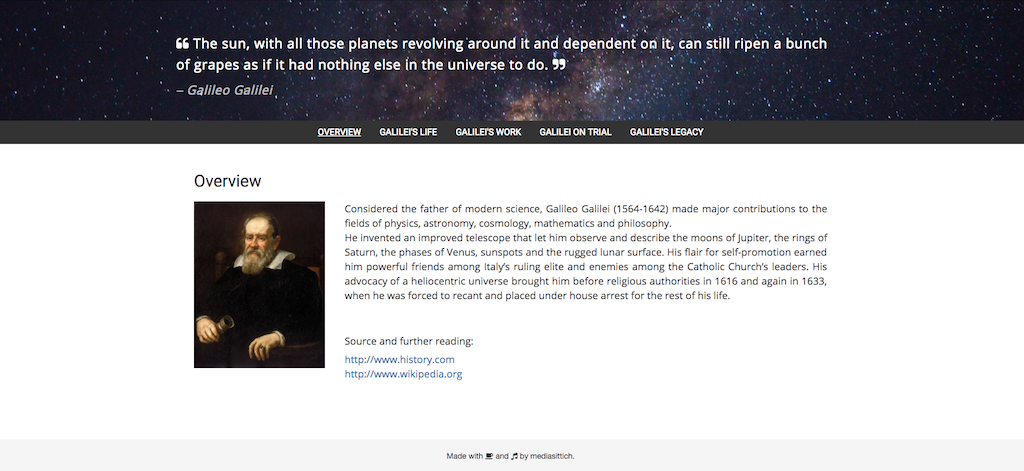 ❝ The sun, with all those planets revolving around it and dependent on it, can still ripen a bunch
of grapes as if it had nothing else in the universe to do. ❞
– Galileo Galilei
OVERVIEW GALILEI'S LIFE GALILEI'S WORK GALILEI ON TRIAL GALILEI'S LEGACY
Overview
Considered the father of modern science, Galileo Galilei (1564-1642) made major contributions to the
fields of physics, astronomy, cosmology, mathematics and philosophy.
He invented an improved telescope that let him observe and describe the moons of Jupiter, the rings of
Saturn, the phases of Venus, sunspots and the rugged lunar surface. His flair for self-promotion earned
him powerful friends among Italy's ruling elite and enemies among the Catholic Church's leaders. His
advocacy of a heliocentric universe brought him before religious authorities in 1616 and again in 1633,
when he was forced to recant and placed under house arrest for the rest of his life.
Source and further reading:
http://www.history.com
http://www.wikipedia.org
Made with and by mediasittich.